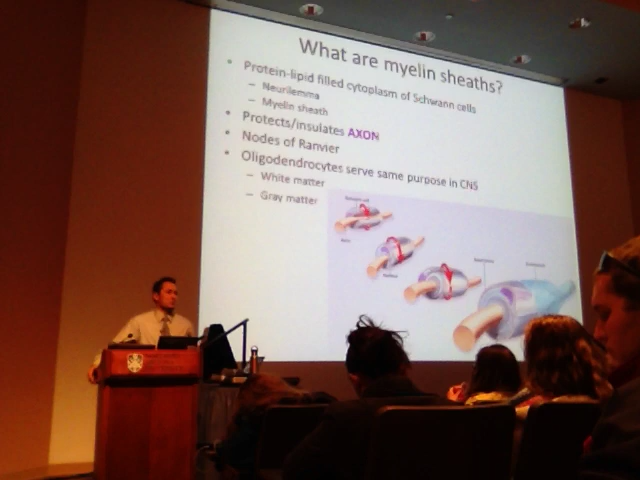 What are myelin sheaths?
• Protein-lipid filled cytoplasm of Schwann cells
– Neurilemma
– Myelin sheath
• Protects/insulates AXON
• Nodes of Ranvier
• Oligodendrocytes serve same purpose in CNS
– White matter
– Gray matter